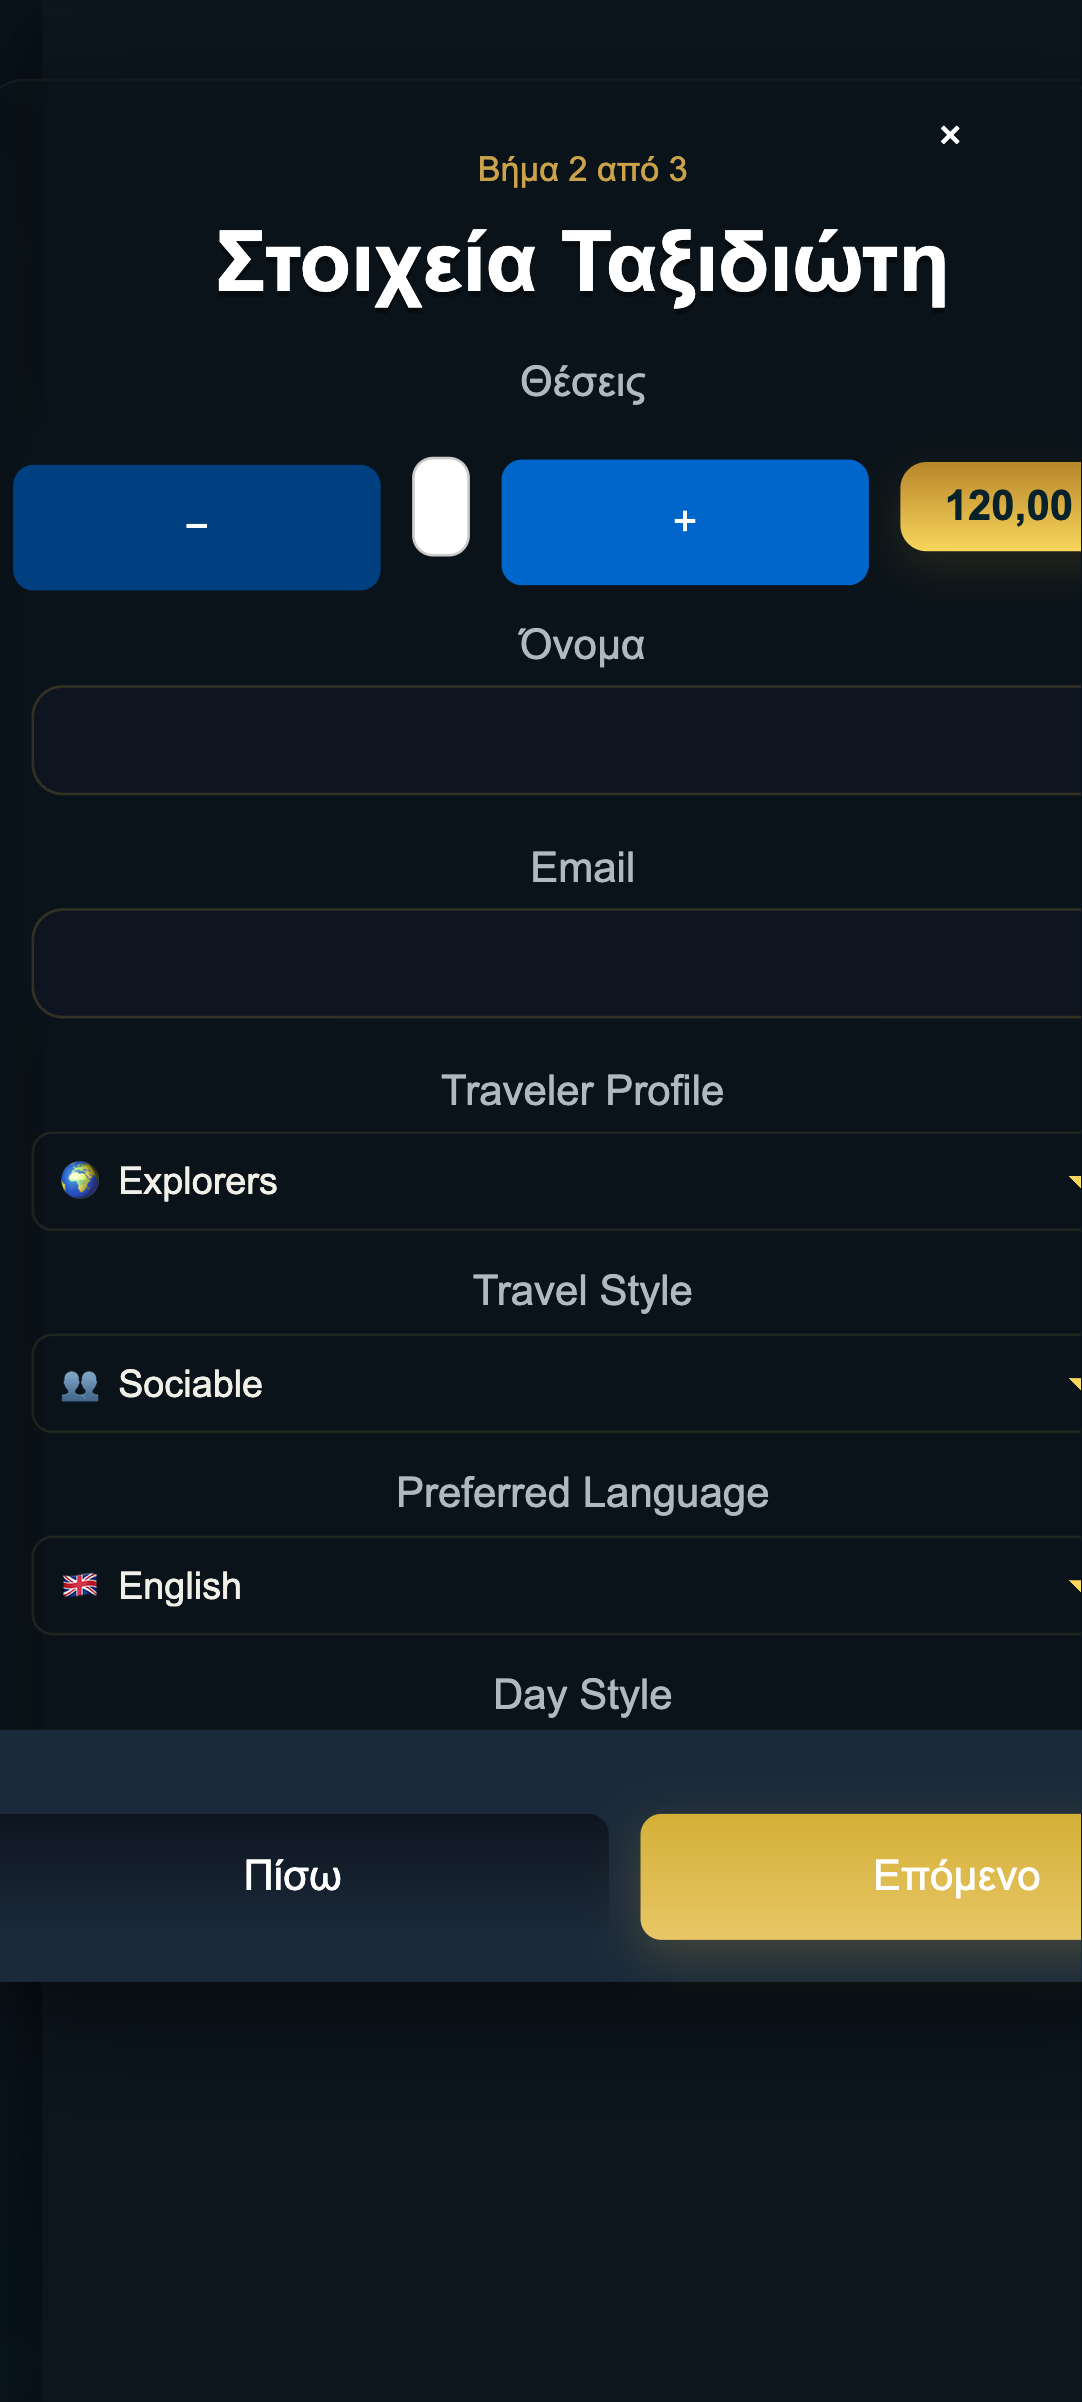 ×
Βήμα 2 από 3
Στοιχεία Ταξιδιώτη
Θέσεις
– + 120,00
Όνομα
Email
Traveler Profile
🌍 Explorers
Travel Style
👥 Sociable
Preferred Language
🇬🇧 English
Day Style
Πίσω Επόμενο